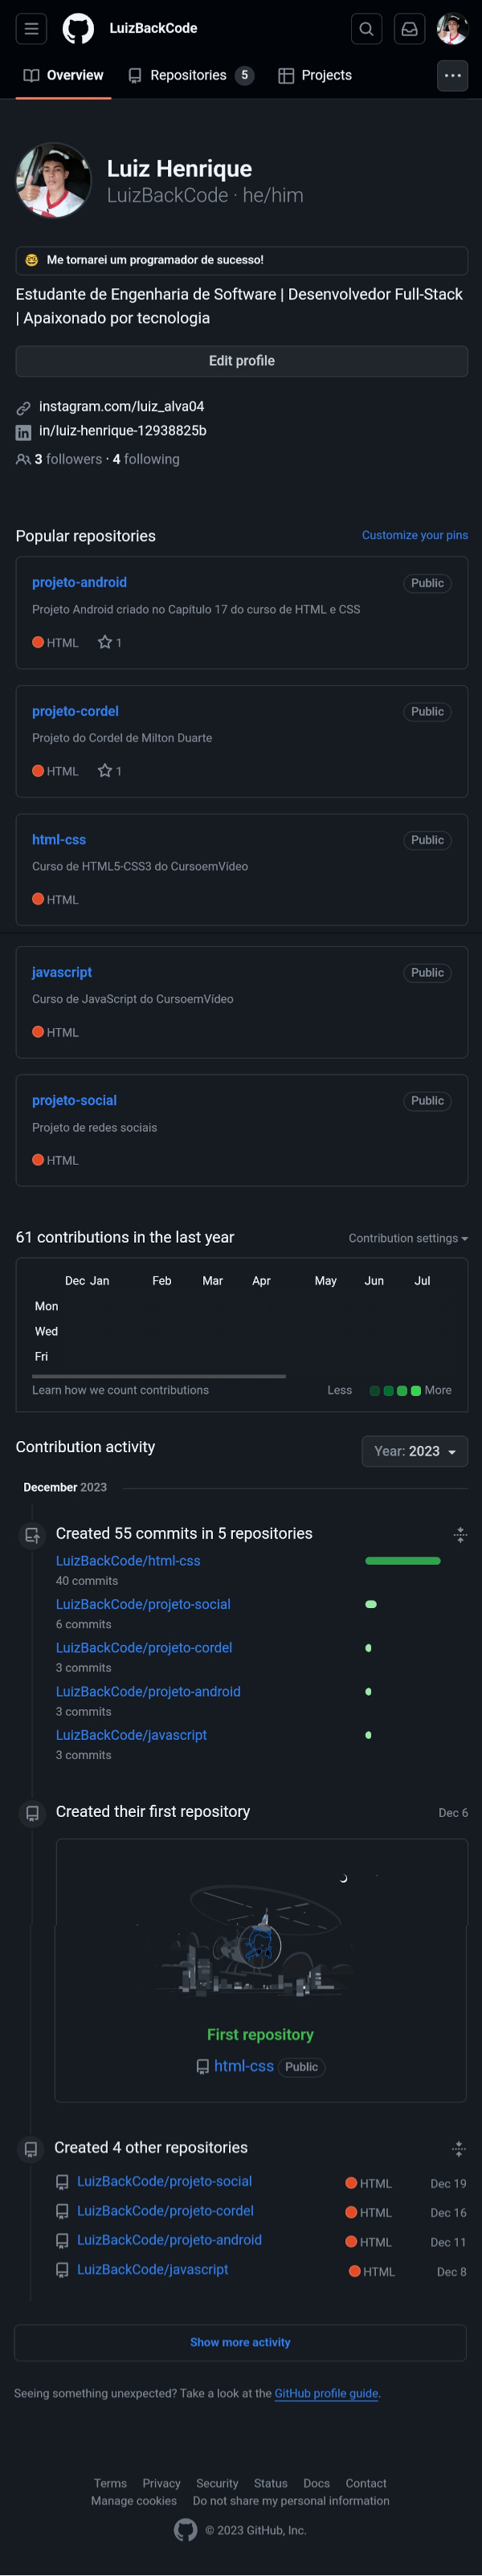 LuizBackCode
Overview
Repositories 5
Projects
Luiz Henrique
LuizBackCode · he/him
🤓 Me tornarei um programador de sucesso!
Estudante de Engenharia de Software | Desenvolvedor Full-Stack
| Apaixonado por tecnologia
Edit profile
instagram.com/luiz_alva04
in/luiz-henrique-12938825b
3 followers · 4 following
Popular repositories
Customize your pins
projeto-android
Public
Projeto Android criado no Capítulo 17 do curso de HTML e CSS
HTML 1
projeto-cordel
Public
Projeto do Cordel de Milton Duarte
HTML 1
html-css
Public
Curso de HTML5-CSS3 do CursoemVídeo
HTML
javascript
Public
Curso de JavaScript do CursoemVídeo
HTML
projeto-social
Public
Projeto de redes sociais
HTML
61 contributions in the last year
Contribution settings
Dec Jan Feb Mar Apr May Jun Jul
Mon
Wed
Fri
Learn how we count contributions
Less More
Contribution activity
Year: 2023
December 2023
Created 55 commits in 5 repositories
LuizBackCode/html-css
40 commits
LuizBackCode/projeto-social
6 commits
LuizBackCode/projeto-cordel
3 commits
LuizBackCode/projeto-android
3 commits
LuizBackCode/javascript
3 commits
Created their first repository
Dec 6
First repository
html-css Public
Created 4 other repositories
LuizBackCode/projeto-social HTML Dec 19
LuizBackCode/projeto-cordel HTML Dec 16
LuizBackCode/projeto-android HTML Dec 11
LuizBackCode/javascript HTML Dec 8
Show more activity
Seeing something unexpected? Take a look at the GitHub profile guide.
Terms Privacy Security Status Docs Contact
Manage cookies Do not share my personal information
© 2023 GitHub, Inc.